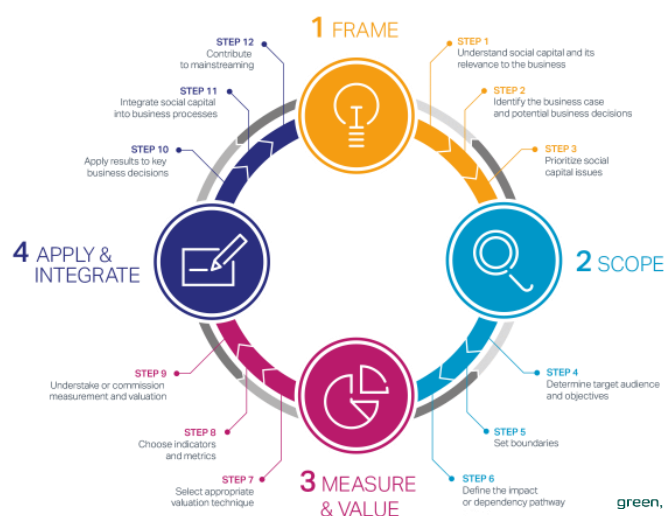 1 FRAME
STEP 1
Understand social capital and its
relevance to the business
STEP 2
Identify the business case
and potential business decisions
STEP 3
Prioritize social
capital issues
2 SCOPE
STEP 4
Determine target audience
and objectives
STEP 5
Set boundaries
STEP 6
Define the impact
or dependency pathway
3 MEASURE
& VALUE
STEP 7
Select appropriate
valuation technique
STEP 8
Choose indicators
and metrics
STEP 9
Undertake or commission
measurement and valuation
4 APPLY &
INTEGRATE
STEP 10
Apply results to key
business decisions
STEP 11
Integrate social capital
into business processes
STEP 12
Contribute
to mainstreaming
green,